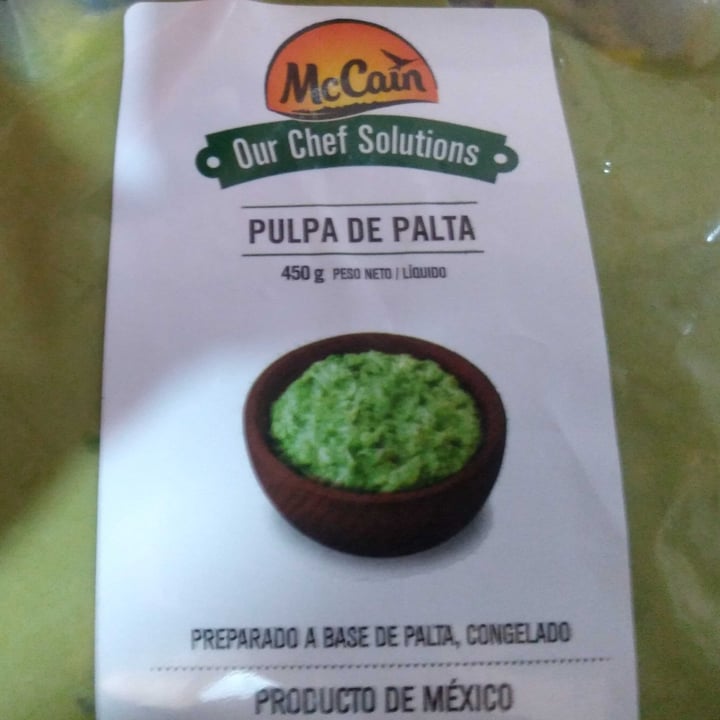 McCain
Our Chef Solutions
PULPA DE PALTA
450 g PESO NETO / LÍQUIDO
PREPARADO A BASE DE PALTA, CONGELADO
PRODUCTO DE MÉXICO